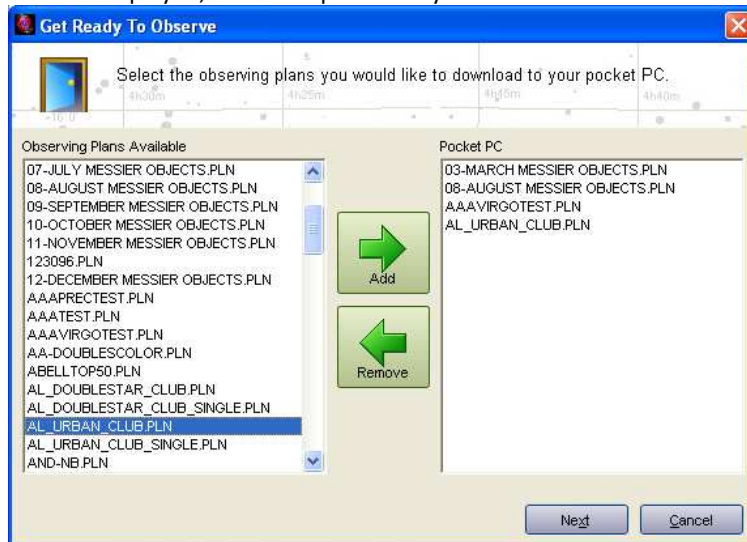 Get Ready To Observe
Select the observing plans you would like to download to your pocket PC.
4h30m
4h25m
4h45m
4h40m
Observing Plans Available
07-JULY MESSIER OBJECTS.PLN
08-AUGUST MESSIER OBJECTS.PLN
09-SEPTEMBER MESSIER OBJECTS.PLN
10-OCTOBER MESSIER OBJECTS.PLN
11-NOVEMBER MESSIER OBJECTS.PLN
123096.PLN
12-DECEMBER MESSIER OBJECTS.PLN
AAAPRECTEST.PLN
AAATEST.PLN
AAAVIRGOTEST.PLN
AA-DOUBLESCOLOR.PLN
ABELLTOP50.PLN
AL_DOUBLESTAR_CLUB.PLN
AL_DOUBLESTAR_CLUB_SINGLE.PLN
AL_URBAN_CLUB.PLN
AL_URBAN_CLUB_SINGLE.PLN
AND-NB.PLN
Add
Remove
Pocket PC
03-MARCH MESSIER OBJECTS.PLN
08-AUGUST MESSIER OBJECTS.PLN
AAAVIRGOTEST.PLN
AL_URBAN_CLUB.PLN
Next
Cancel